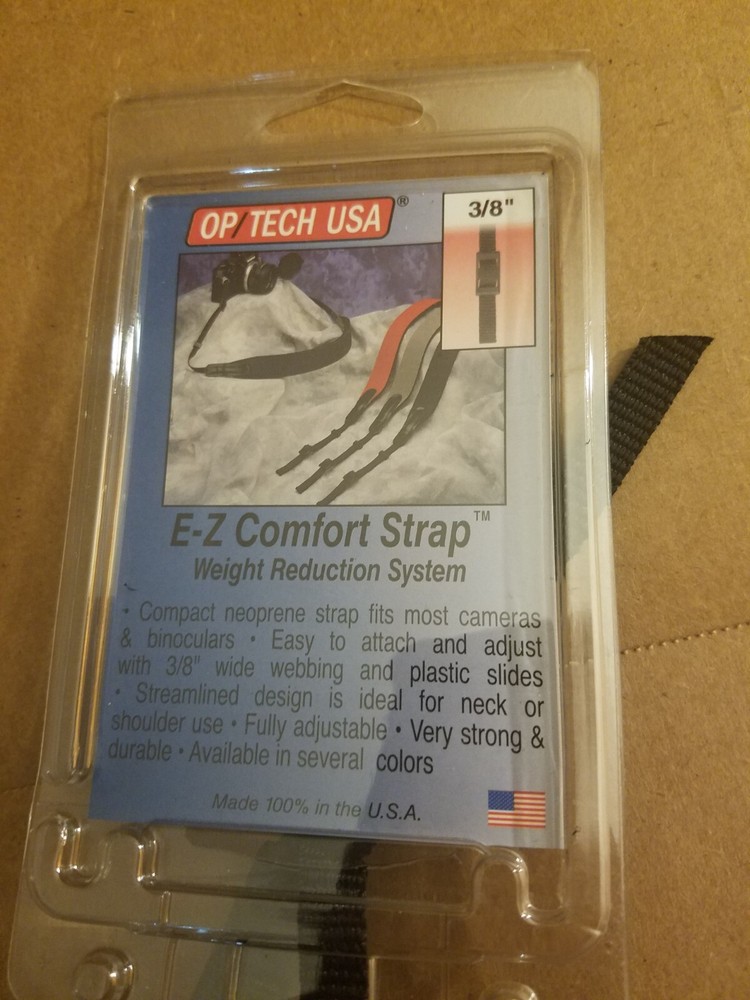 OP/TECH USA®
3/8"
E-Z Comfort Strap™
Weight Reduction System
• Compact neoprene strap fits most cameras
& binoculars • Easy to attach and adjust
with 3/8" wide webbing and plastic slides
• Streamlined design is ideal for neck or
shoulder use • Fully adjustable • Very strong &
durable • Available in several colors
Made 100% in the U.S.A.